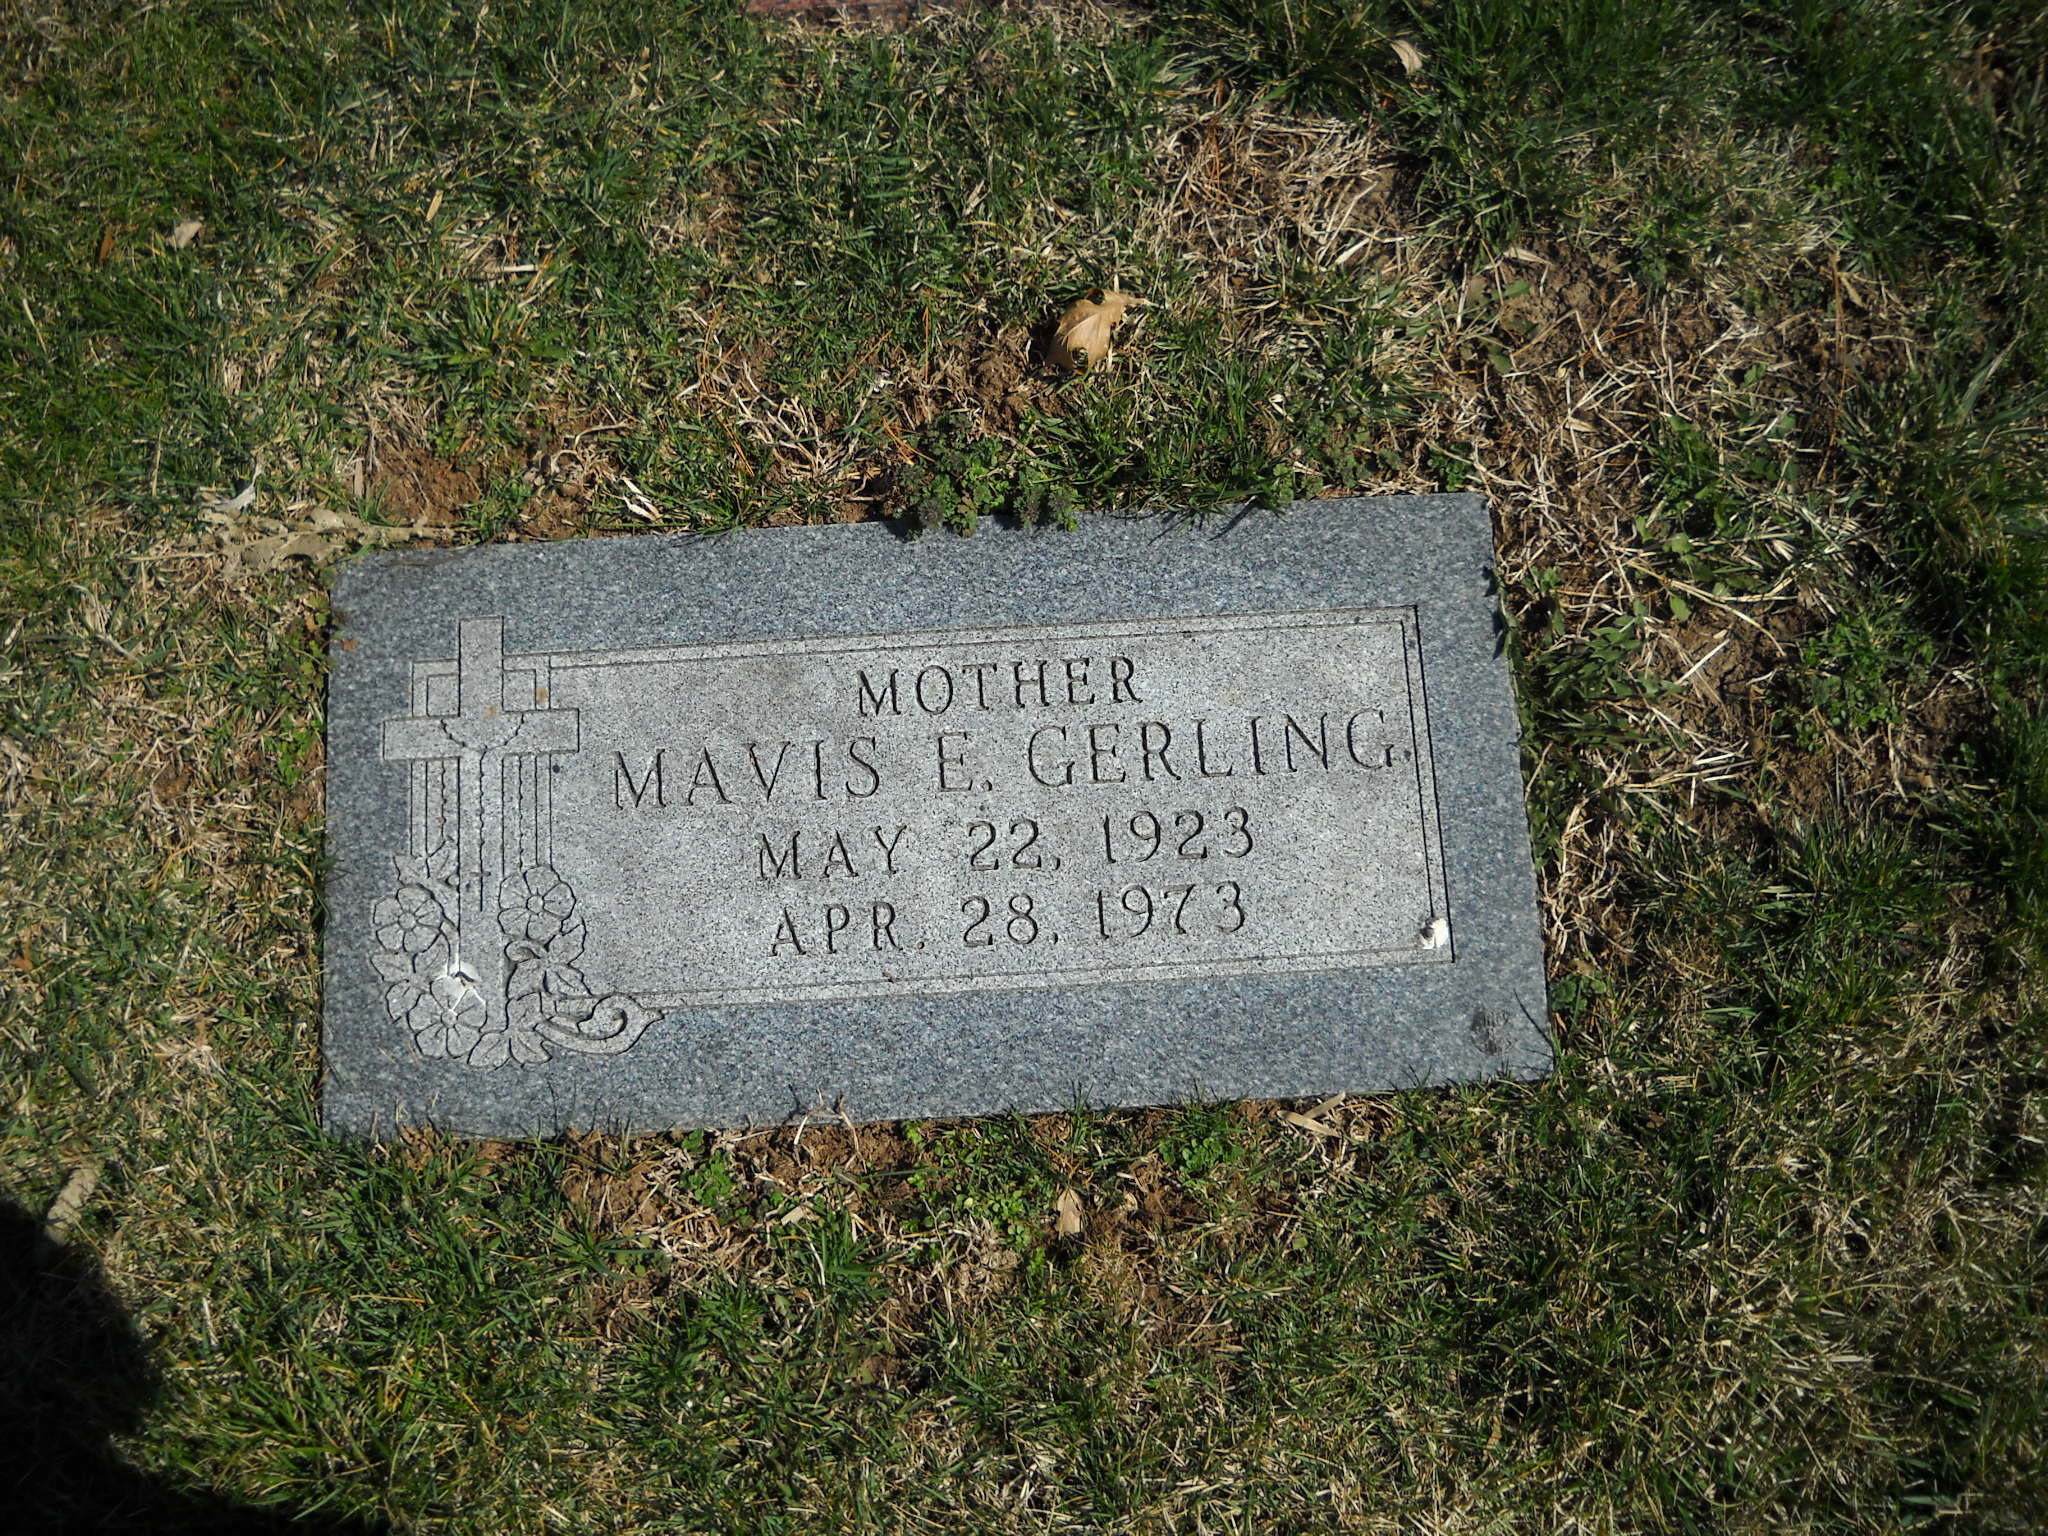 MOTHER
MAVIS E. GERLING
MAY 22, 1923
APR. 28, 1973